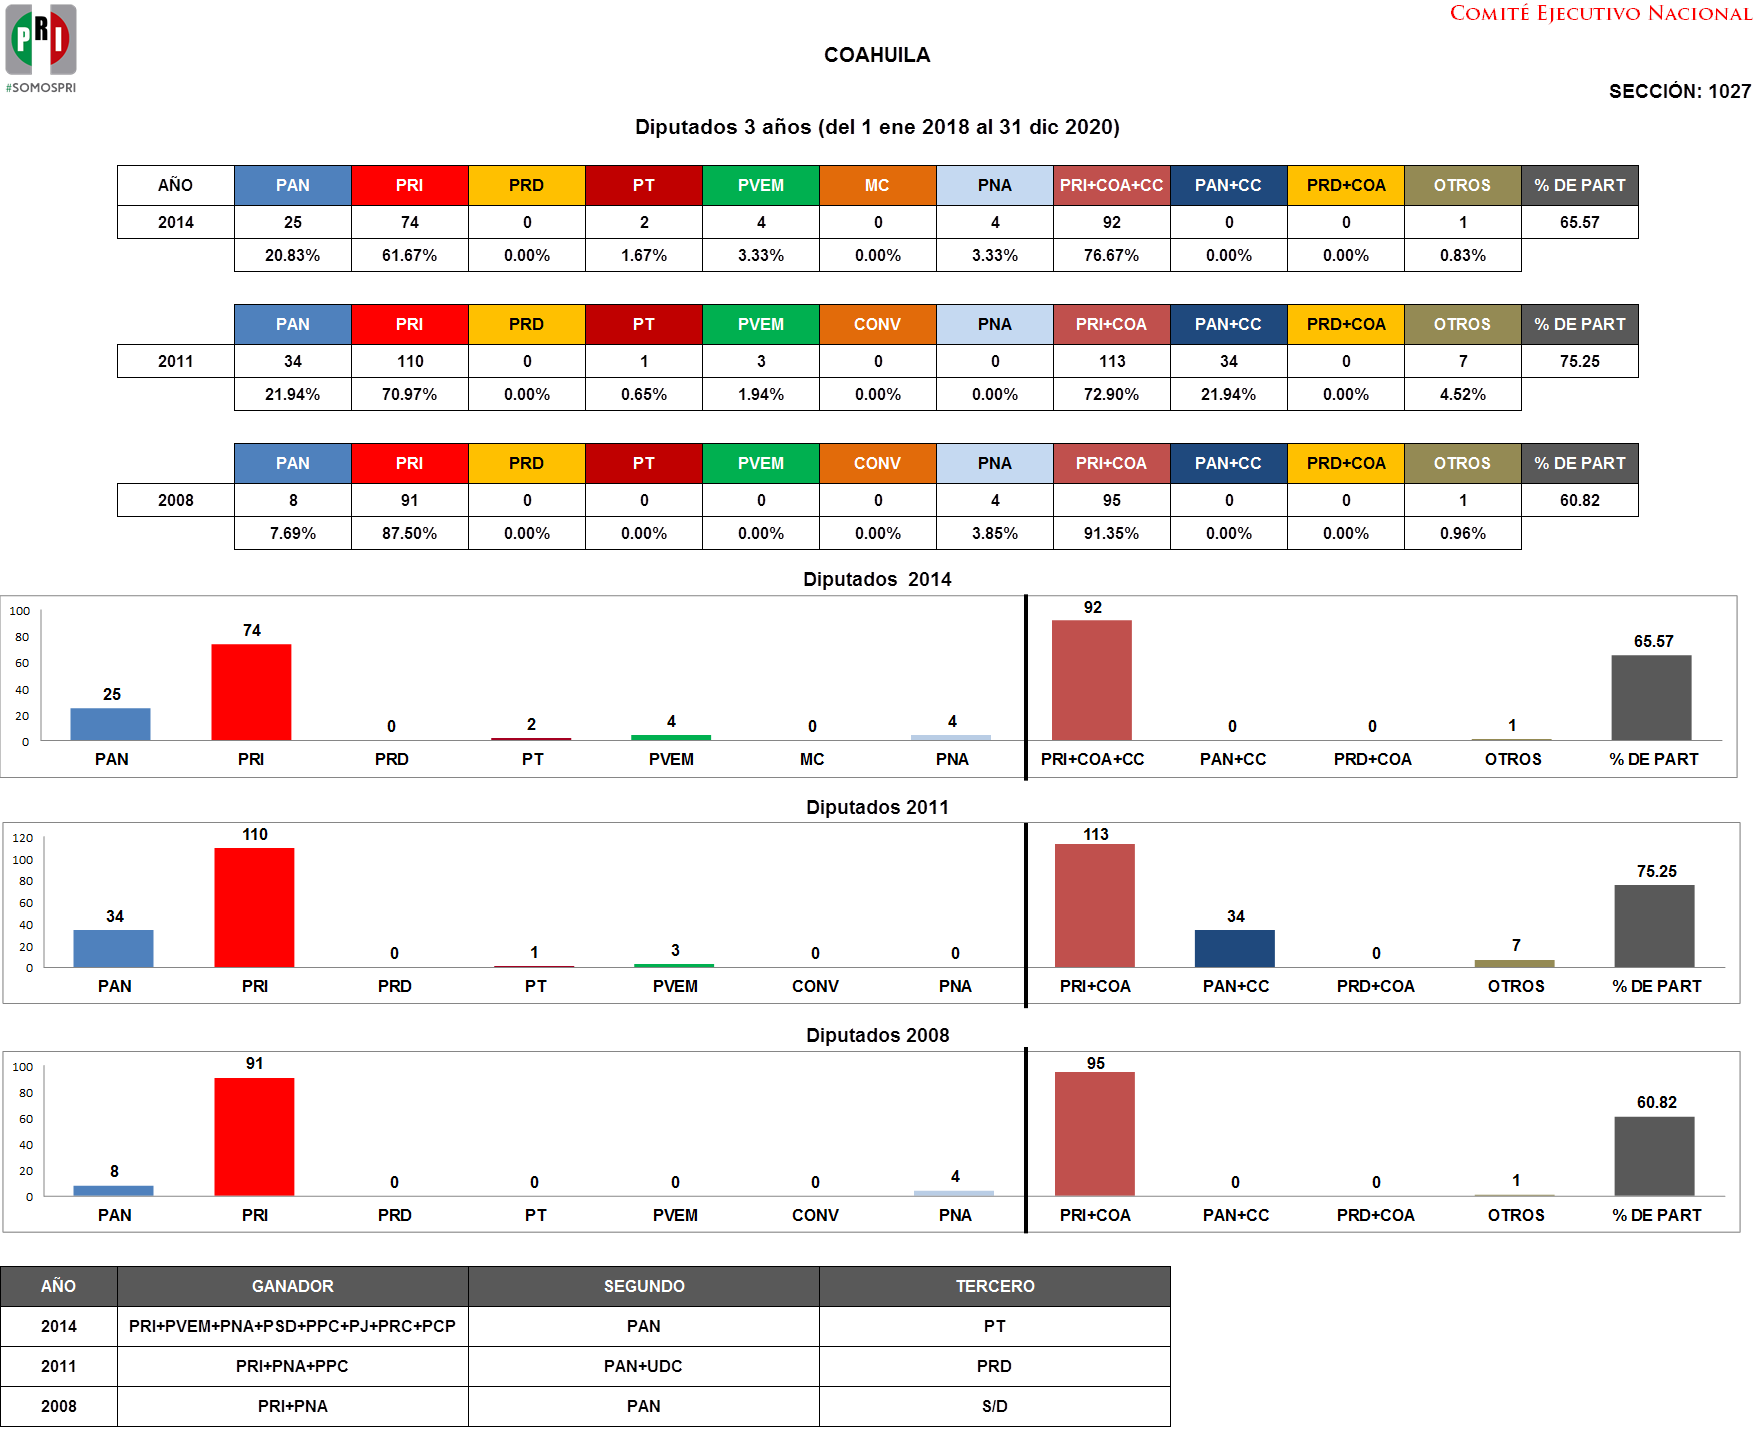 PRI
#SOMOSPRI
COMITÉ EJECUTIVO NACIONAL
COAHUILA
SECCIÓN: 1027
Diputados 3 años (del 1 ene 2018 al 31 dic 2020)
AÑO PAN PRI PRD PT PVEM MC PNA PRI+COA+CC PAN+CC PRD+COA OTROS % DE PART
2014 25 74 0 2 4 0 4 92 0 0 1 65.57
20.83% 61.67% 0.00% 1.67% 3.33% 0.00% 3.33% 76.67% 0.00% 0.00% 0.83%
PAN PRI PRD PT PVEM CONV PNA PRI+COA PAN+CC PRD+COA OTROS % DE PART
2011 34 110 0 1 3 0 0 113 34 0 7 75.25
21.94% 70.97% 0.00% 0.65% 1.94% 0.00% 0.00% 72.90% 21.94% 0.00% 4.52%
PAN PRI PRD PT PVEM CONV PNA PRI+COA PAN+CC PRD+COA OTROS % DE PART
2008 8 91 0 0 0 0 4 95 0 0 1 60.82
7.69% 87.50% 0.00% 0.00% 0.00% 0.00% 3.85% 91.35% 0.00% 0.00% 0.96%
Diputados 2014
100
80
60
40
20
0
25 74 0 2 4 0 4 92 0 0 1 65.57
PAN PRI PRD PT PVEM MC PNA PRI+COA+CC PAN+CC PRD+COA OTROS % DE PART
Diputados 2011
120
100
80
60
40
20
0
34 110 0 1 3 0 0 113 34 0 7 75.25
PAN PRI PRD PT PVEM CONV PNA PRI+COA PAN+CC PRD+COA OTROS % DE PART
Diputados 2008
100
80
60
40
20
0
8 91 0 0 0 0 4 95 0 0 1 60.82
PAN PRI PRD PT PVEM CONV PNA PRI+COA PAN+CC PRD+COA OTROS % DE PART
AÑO GANADOR SEGUNDO TERCERO
2014 PRI+PVEM+PNA+PSD+PPC+PJ+PRC+PCP PAN PT
2011 PRI+PNA+PPC PAN+UDC PRD
2008 PRI+PNA PAN S/D